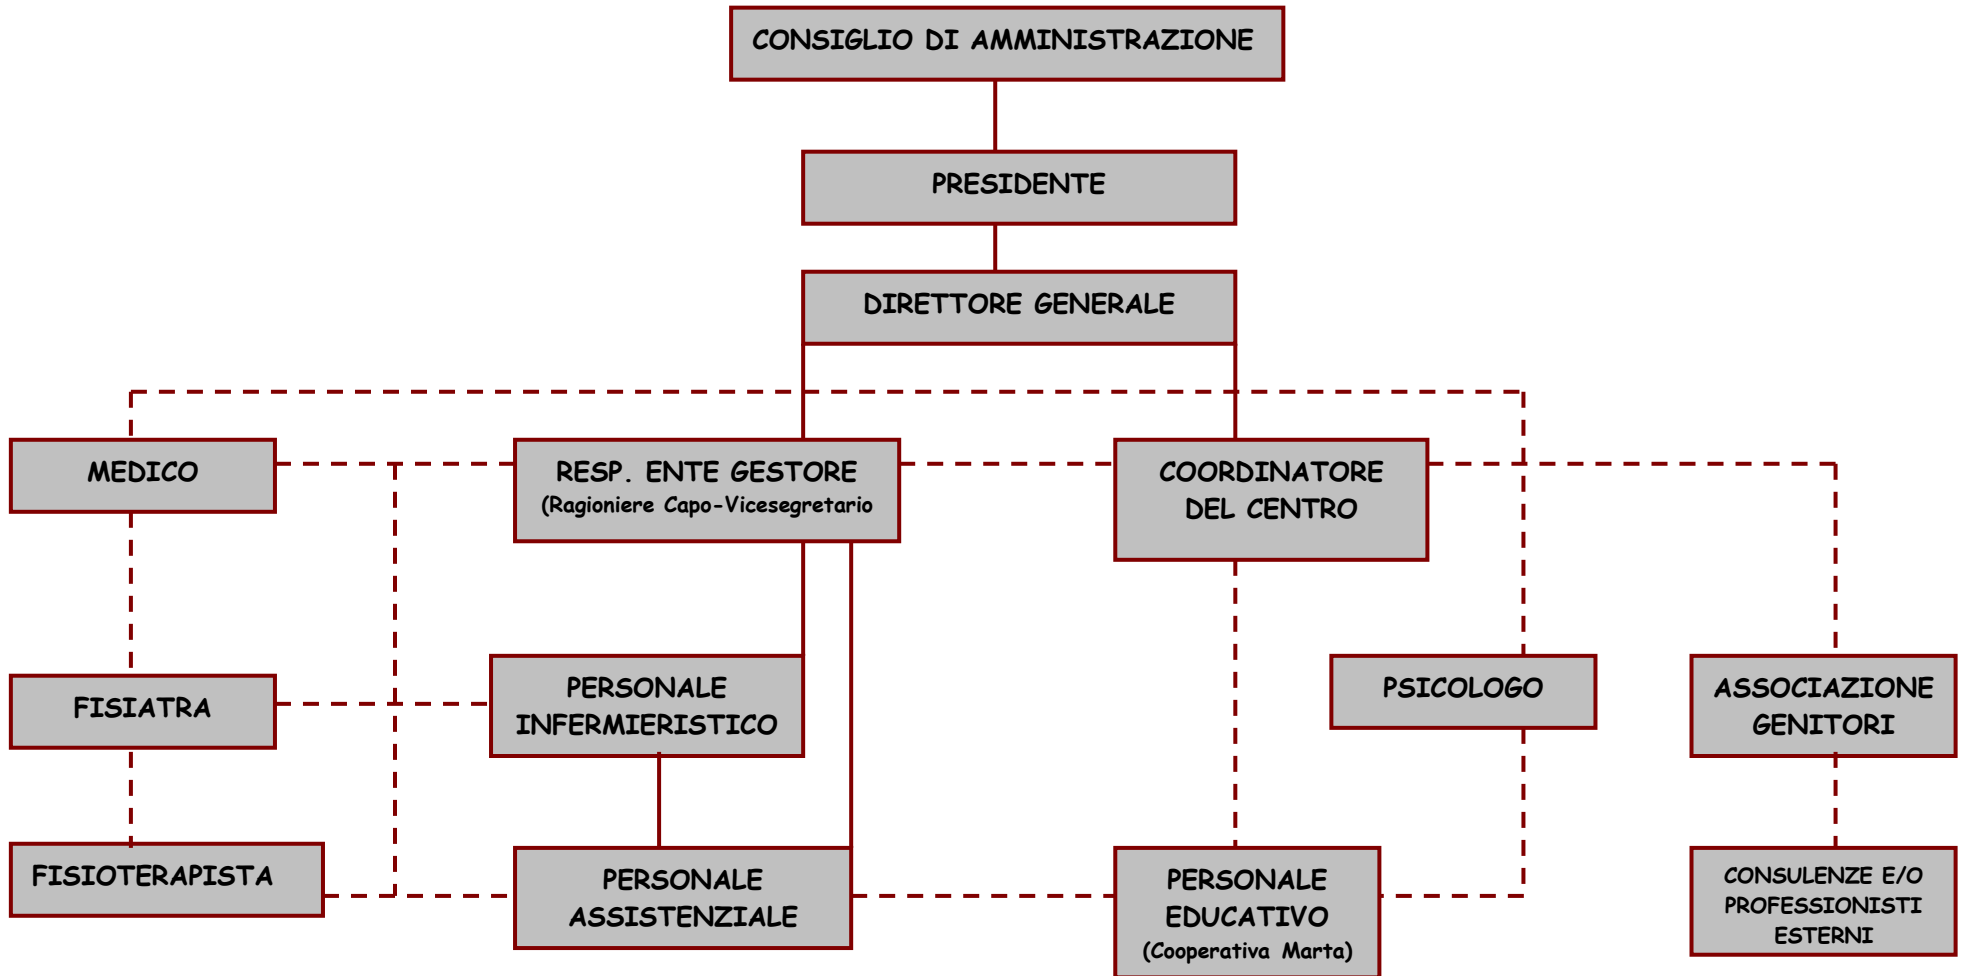 CONSIGLIO DI AMMINISTRAZIONE
PRESIDENTE
DIRETTORE GENERALE
MEDICO
RESP. ENTE GESTORE
(Ragioniere Capo-Vicesegretario
COORDINATORE
DEL CENTRO
FISIATRA
PERSONALE
INFERMIERISTICO
PSICOLOGO
ASSOCIAZIONE
GENITORI
FISIOTERAPISTA
PERSONALE
ASSISTENZIALE
PERSONALE
EDUCATIVO
(Cooperativa Marta)
CONSULENZE E/O
PROFESSIONISTI
ESTERNI